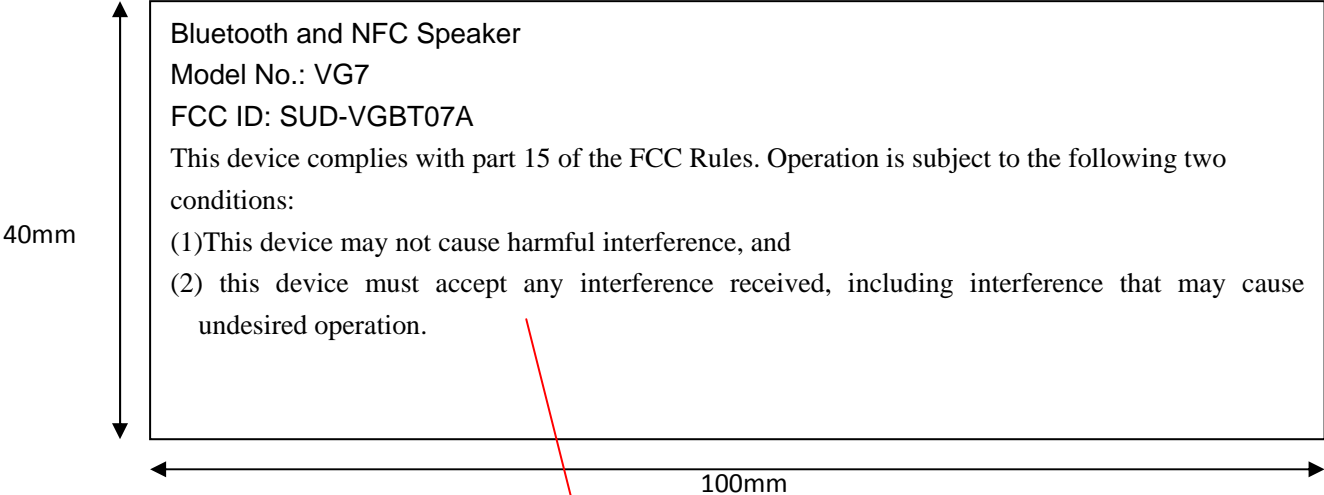 Bluetooth and NFC Speaker
Model No.: VG7
FCC ID: SUD-VGBT07A
This device complies with part 15 of the FCC Rules. Operation is subject to the following two
conditions:
40mm
(1)This device may not cause harmful interference, and
(2) this device must accept any interference received, including interference that may cause
undesired operation.
100mm